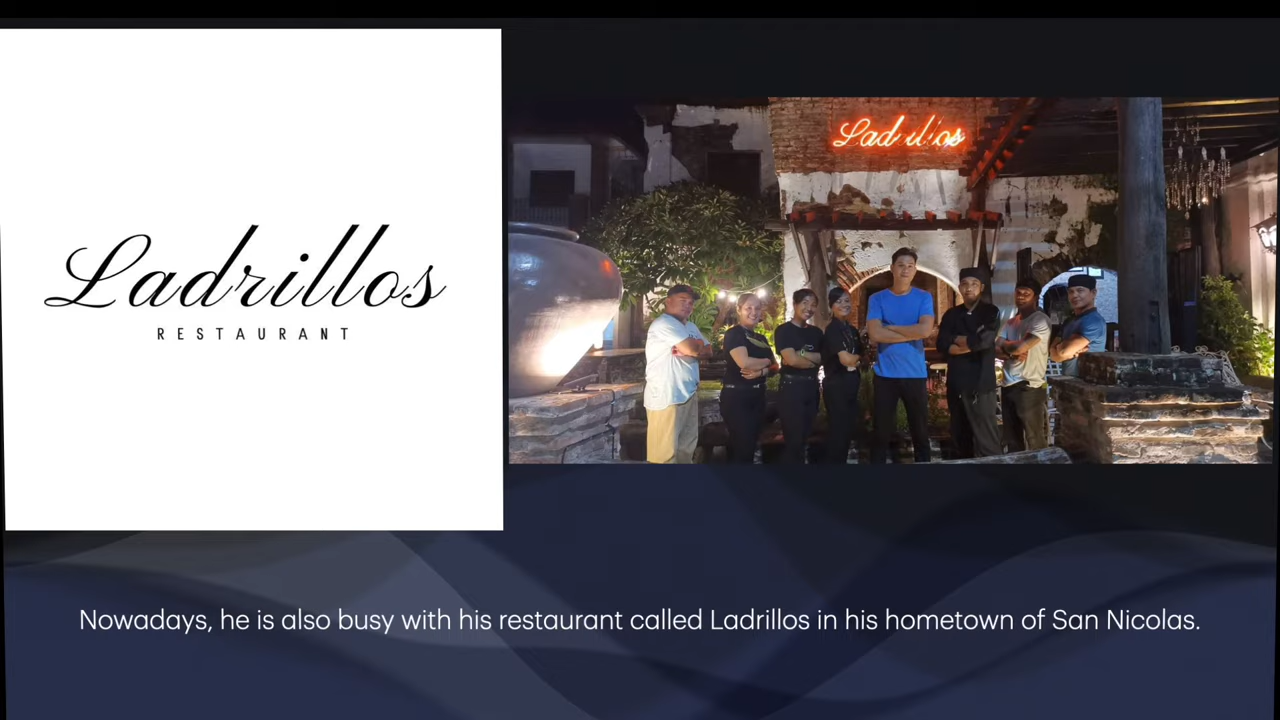 Ladrillos
RESTAURANT
Ladrillos
Nowadays, he is also busy with his restaurant called Ladrillos in his hometown of San Nicolas.